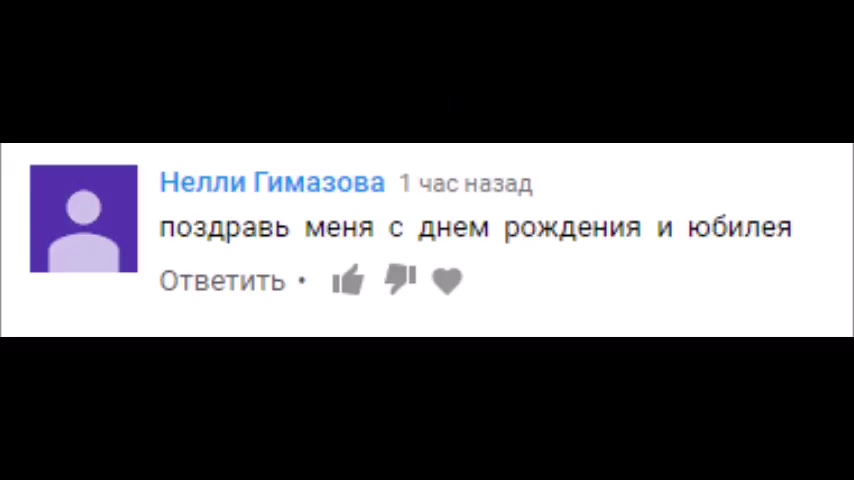 Нелли Гимазова 1 час назад
поздравь меня с днем рождения и юбилея
Ответить •